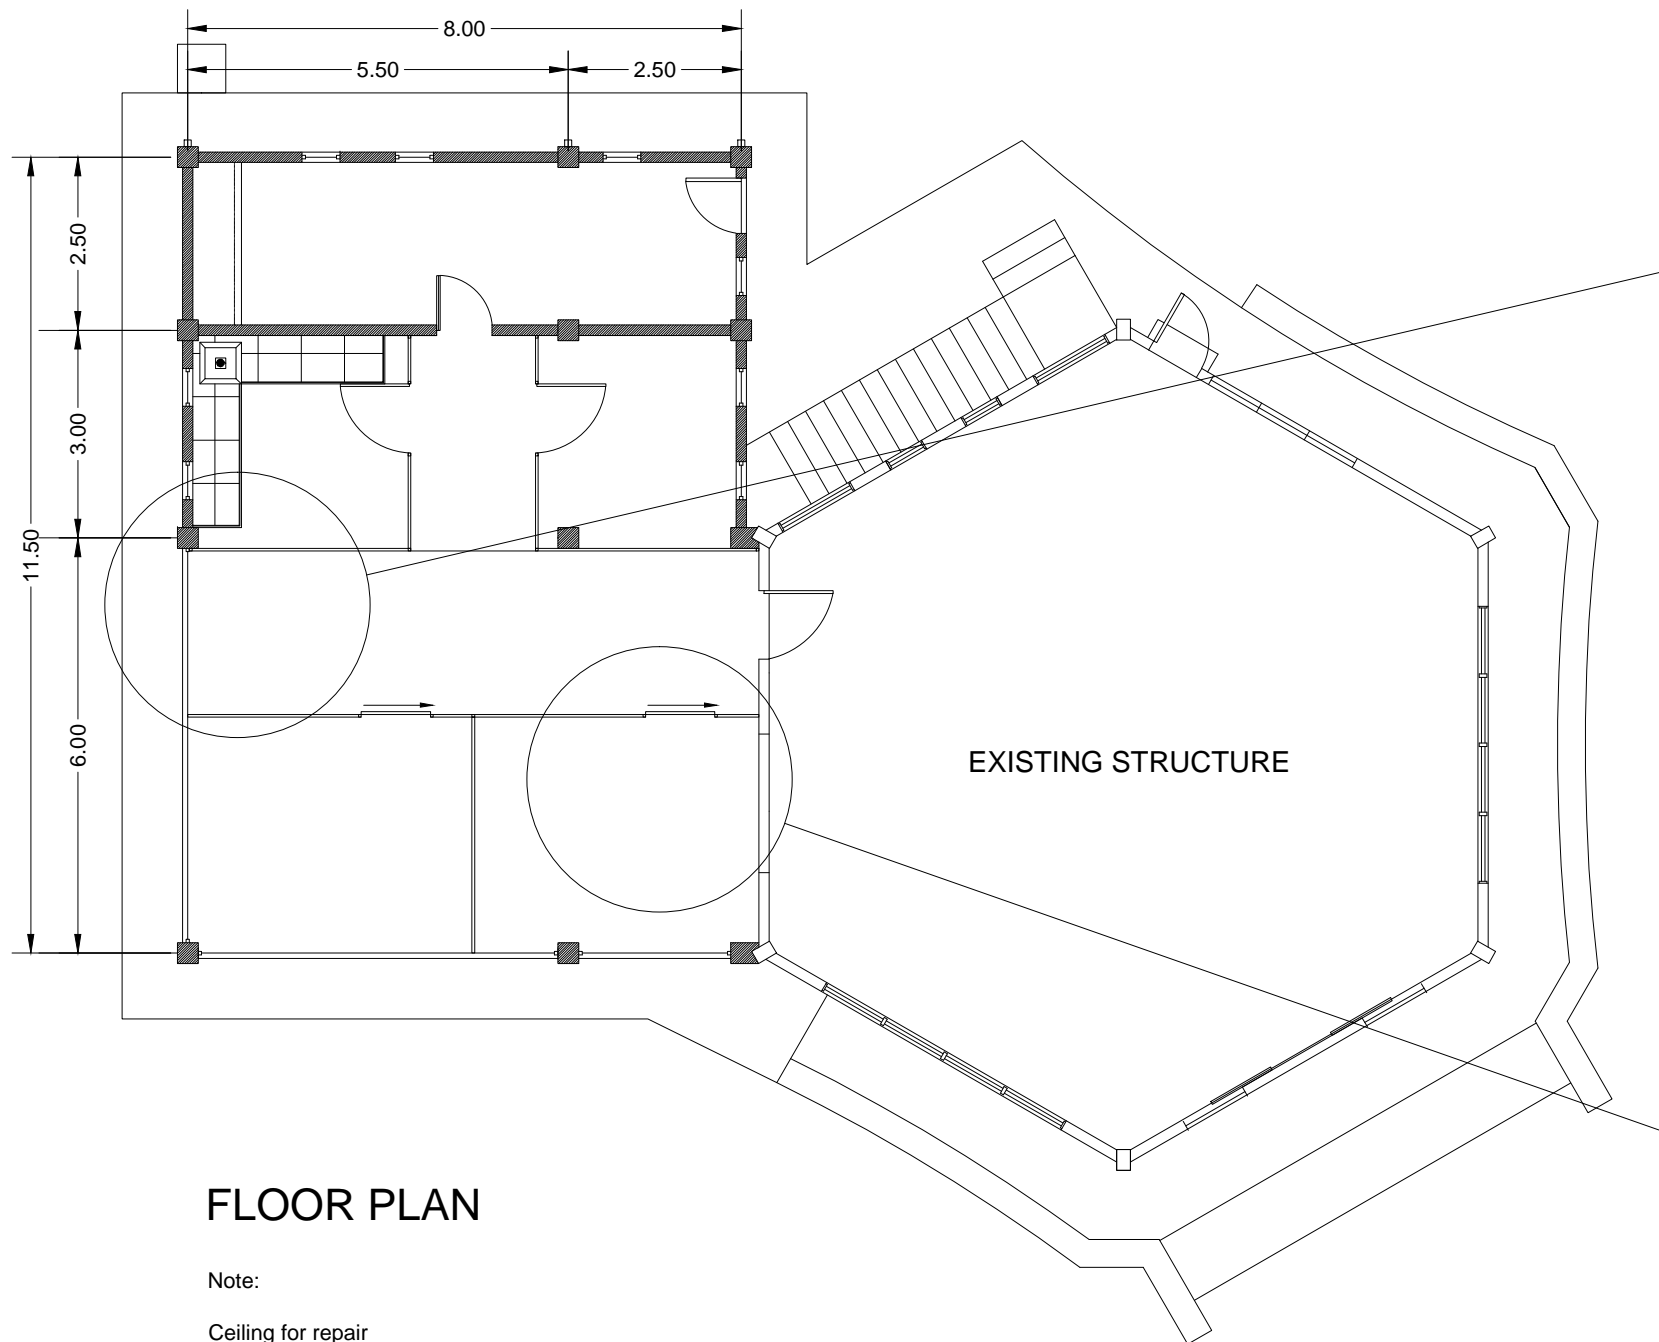 8.00
5.50
2.50
2.50
3.00
11.50
6.00
EXISTING STRUCTURE
FLOOR PLAN
Note:
Ceiling for repair